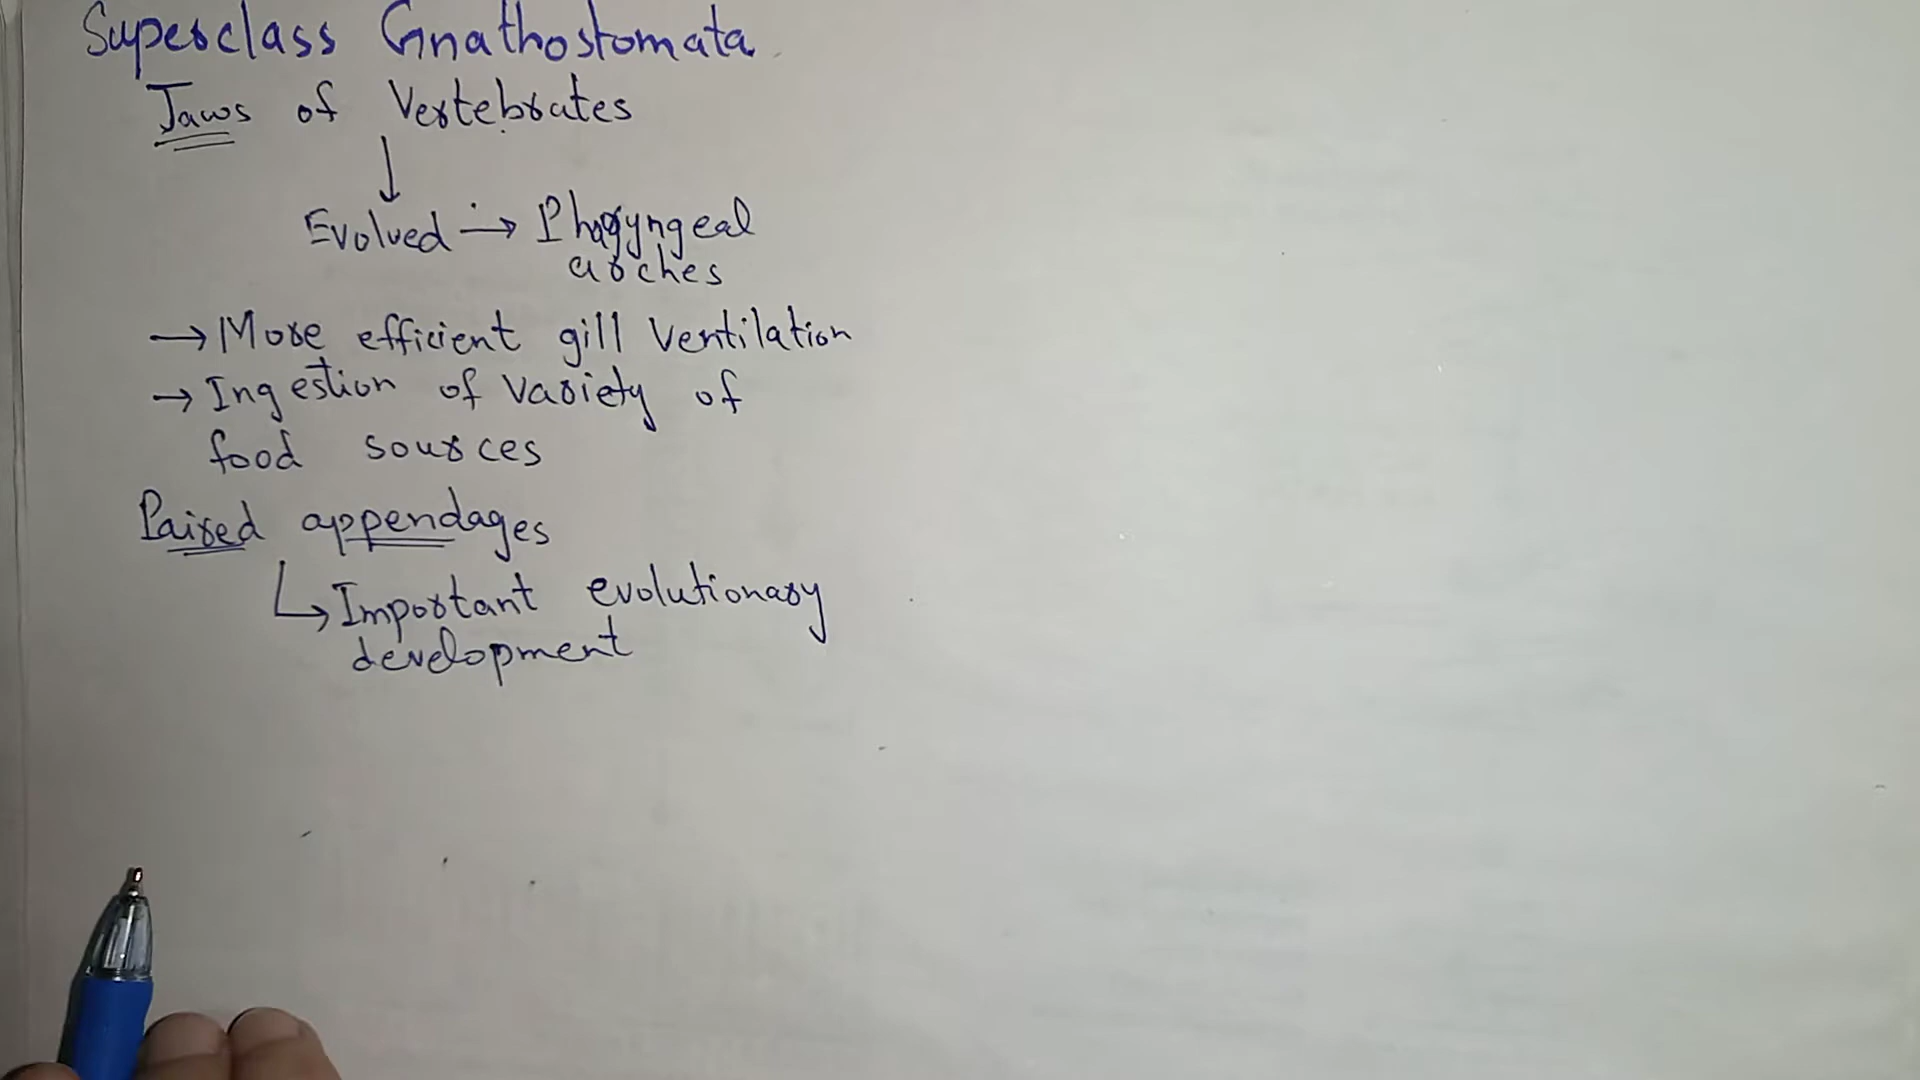 Superclass Gnathostomata
Jaws of Vertebrates
↓
Evolved → Pharyngeal
arches
→ More efficient gill Ventilation
→ Ingestion of variety of
food sources
Paired appendages
↳ Important evolutionary
development